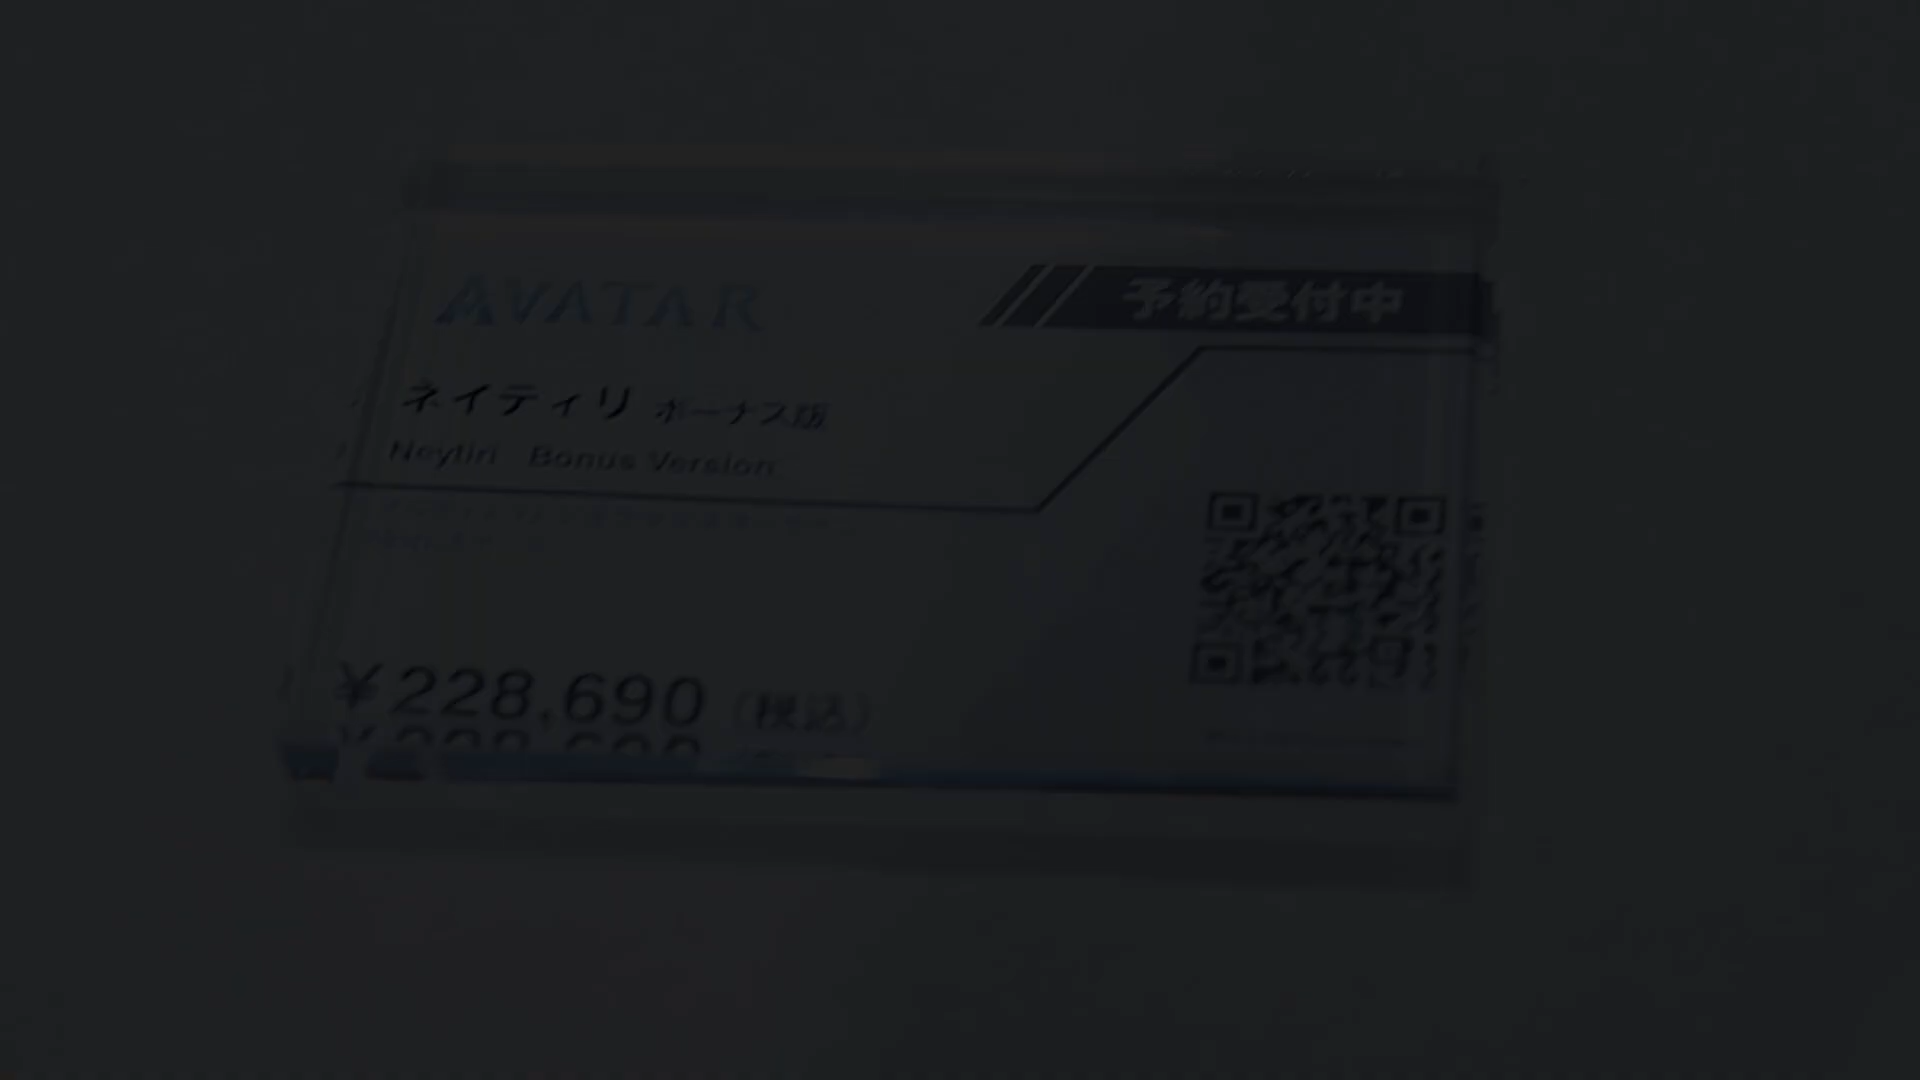 AVATAR
予約受付中
ネイティリ ボーナス版
Neytiri Bonus Version
¥228,690 (税込)